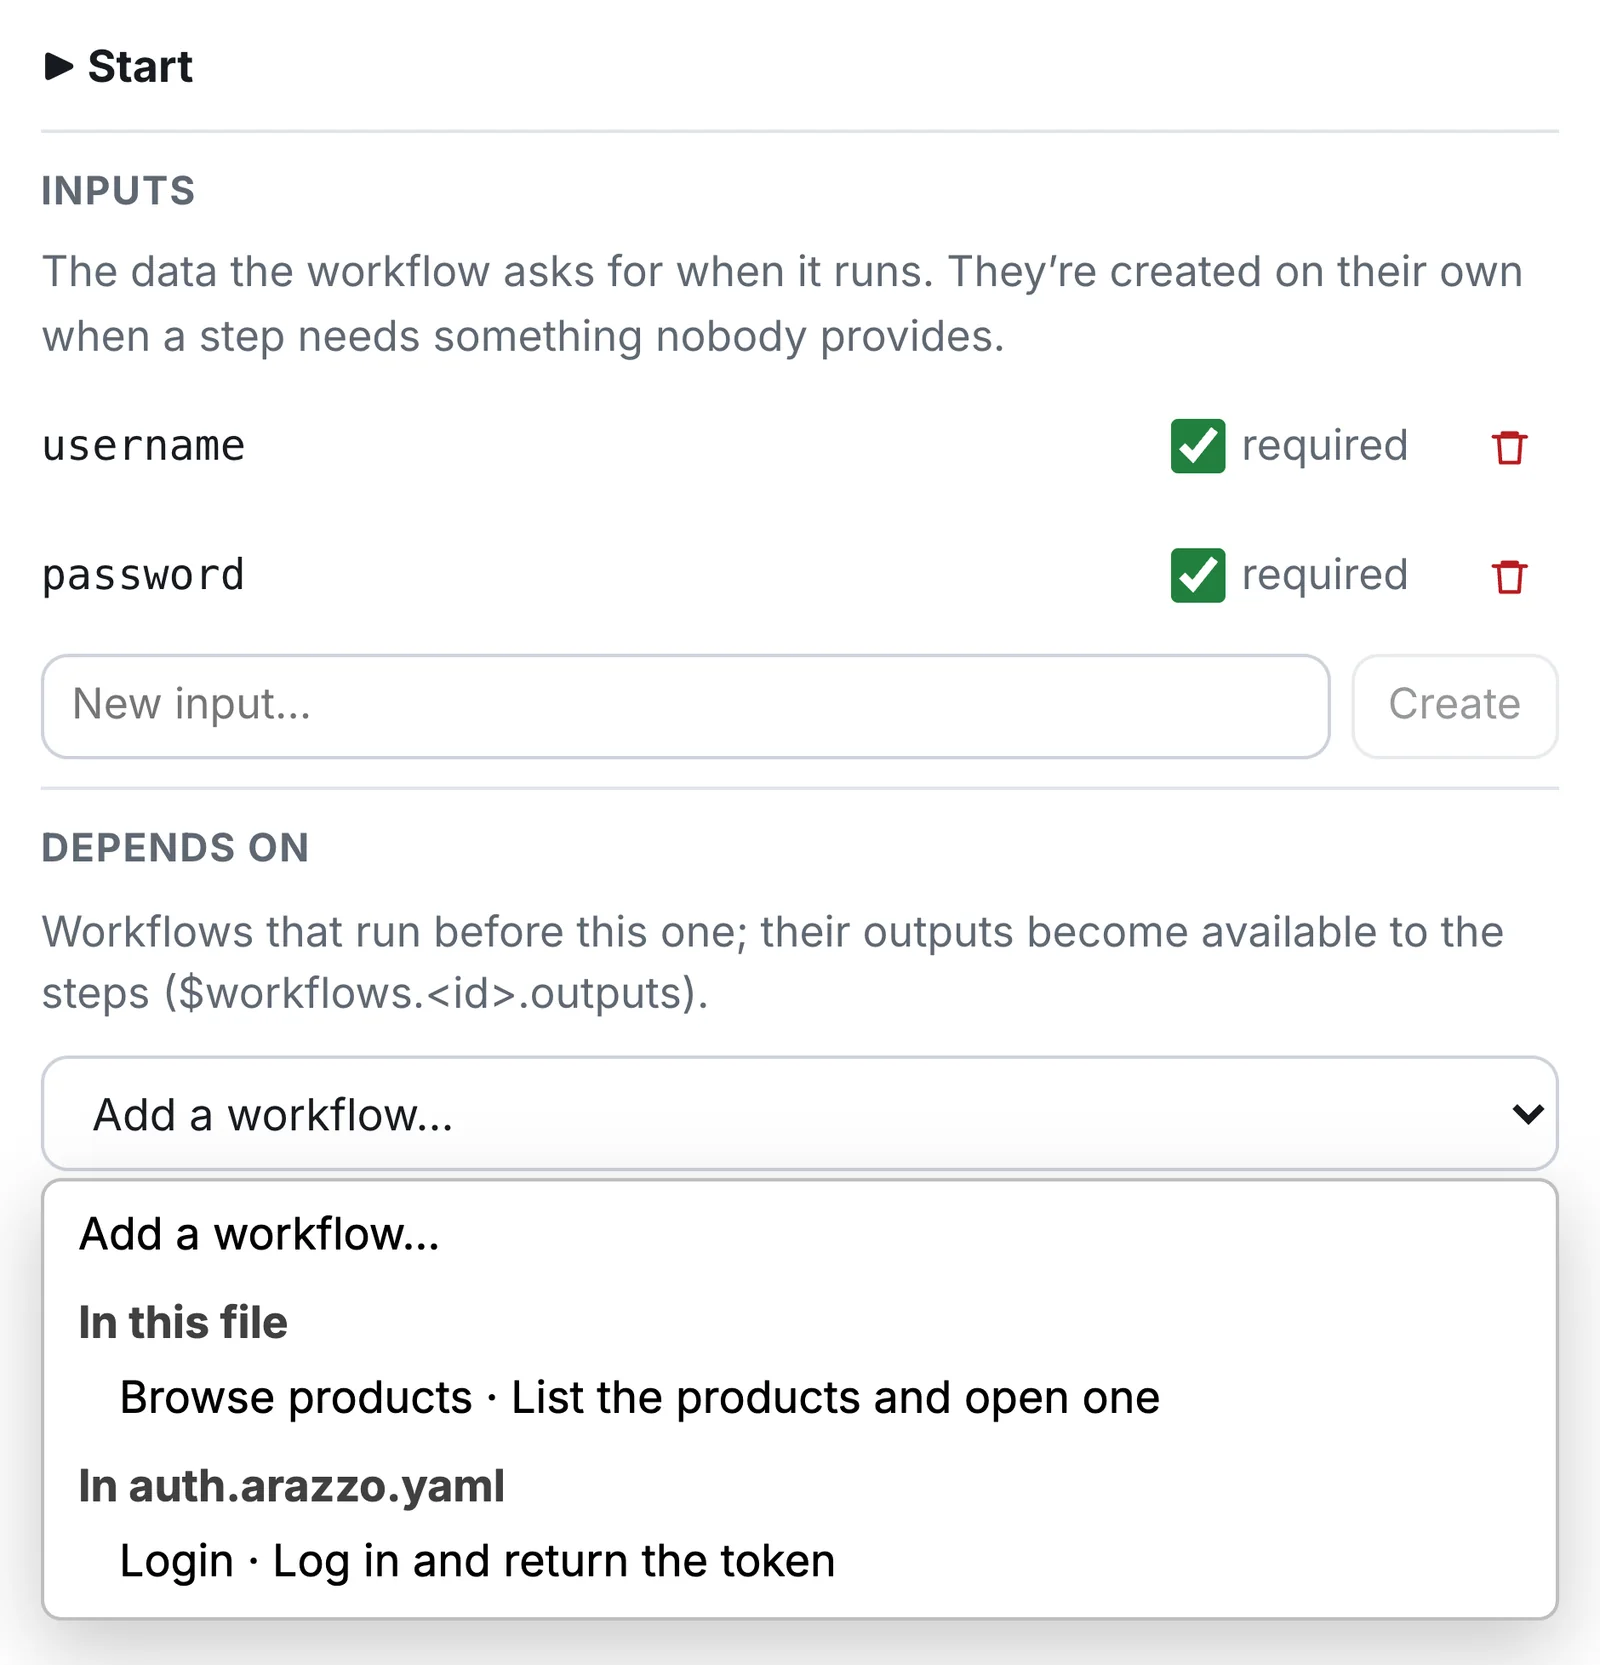 Start
INPUTS
The data the workflow asks for when it runs. They’re created on their own
when a step needs something nobody provides.
username
required
password
required
New input...
Create
DEPENDS ON
Workflows that run before this one; their outputs become available to the
steps ($workflows.<id>.outputs).
Add a workflow...
Add a workflow...
In this file
Browse products · List the products and open one
In auth.arazzo.yaml
Login · Log in and return the token